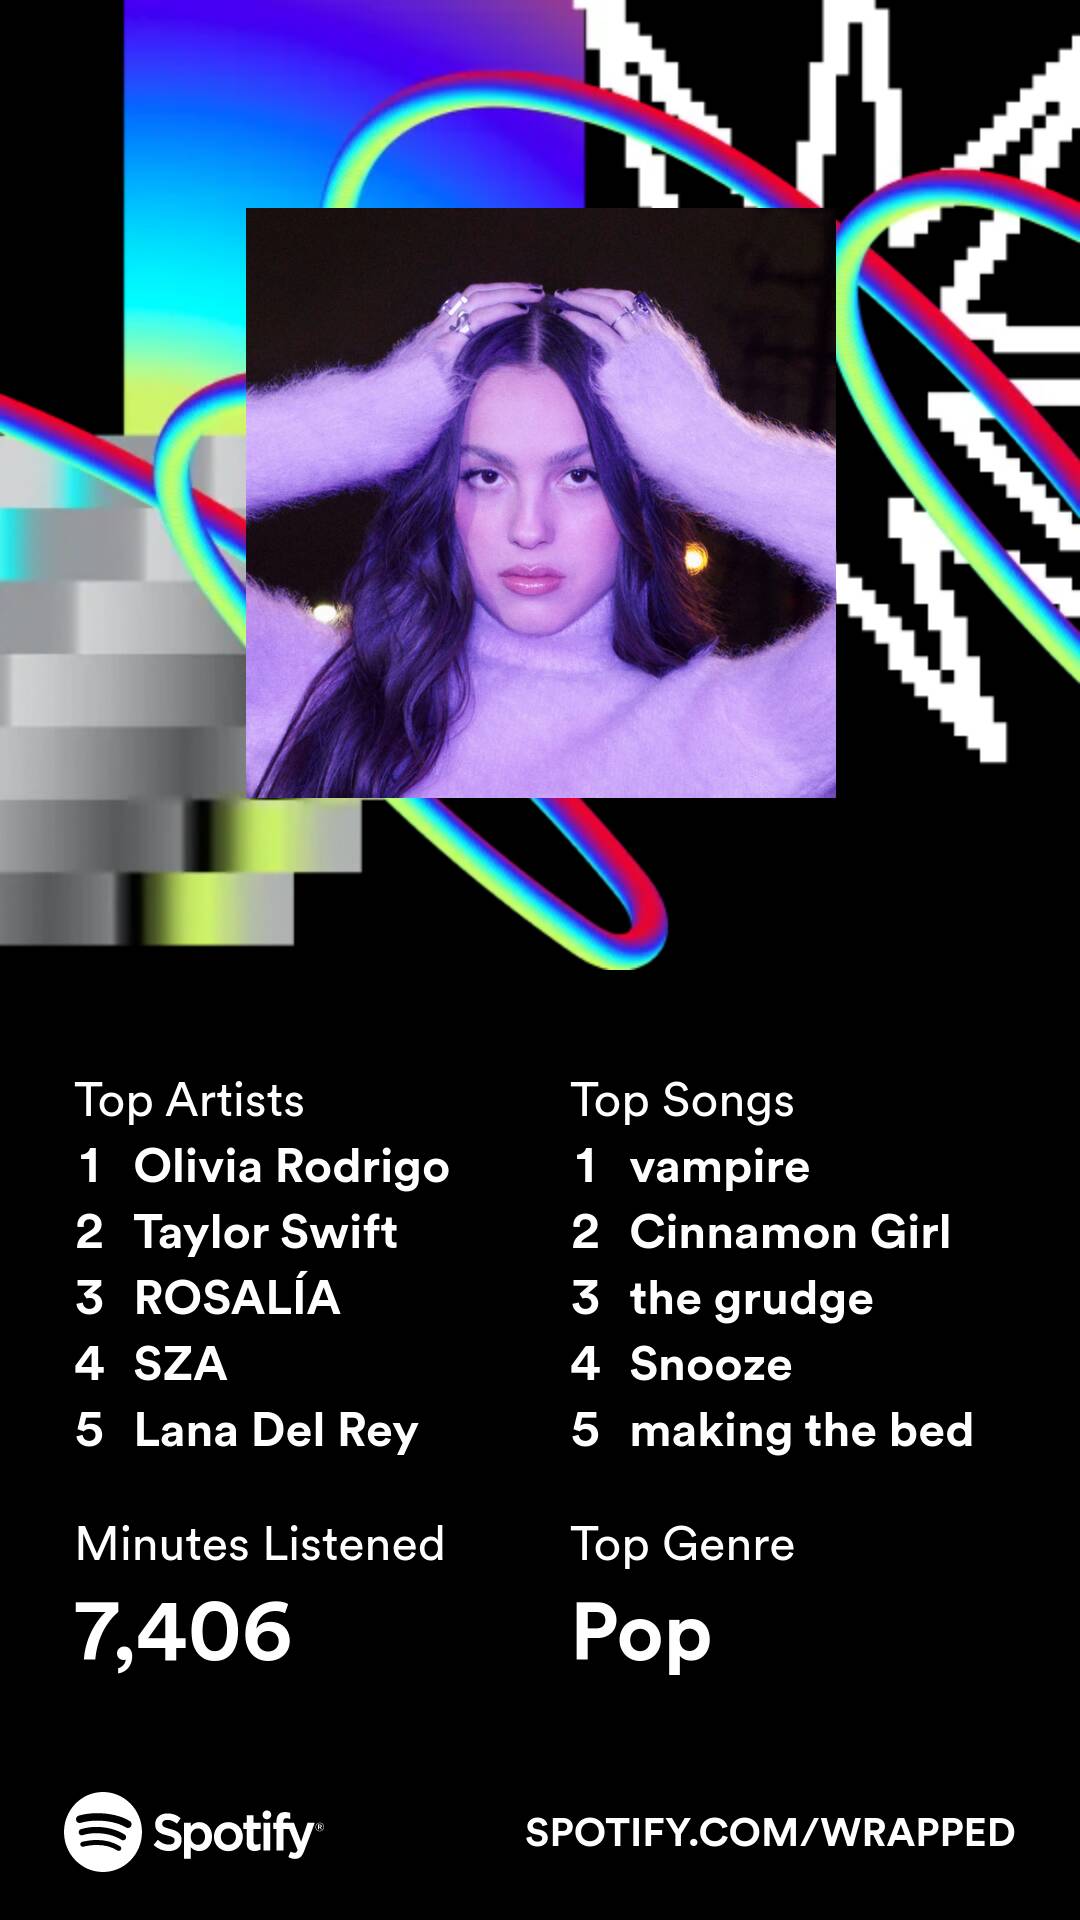 Top Artists
1 Olivia Rodrigo
2 Taylor Swift
3 ROSALÍA
4 SZA
5 Lana Del Rey
Top Songs
1 vampire
2 Cinnamon Girl
3 the grudge
4 Snooze
5 making the bed
Minutes Listened
7,406
Top Genre
Pop
Spotify®
SPOTIFY.COM/WRAPPED